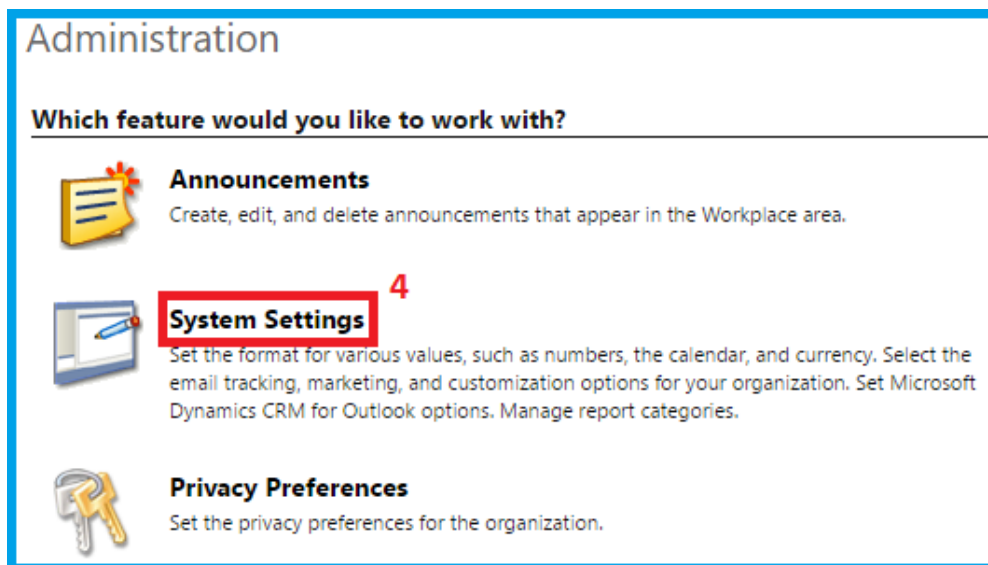 Administration
Which feature would you like to work with?
Announcements
Create, edit, and delete announcements that appear in the Workplace area.
4
System Settings
Set the format for various values, such as numbers, the calendar, and currency. Select the
email tracking, marketing, and customization options for your organization. Set Microsoft
Dynamics CRM for Outlook options. Manage report categories.
Privacy Preferences
Set the privacy preferences for the organization.